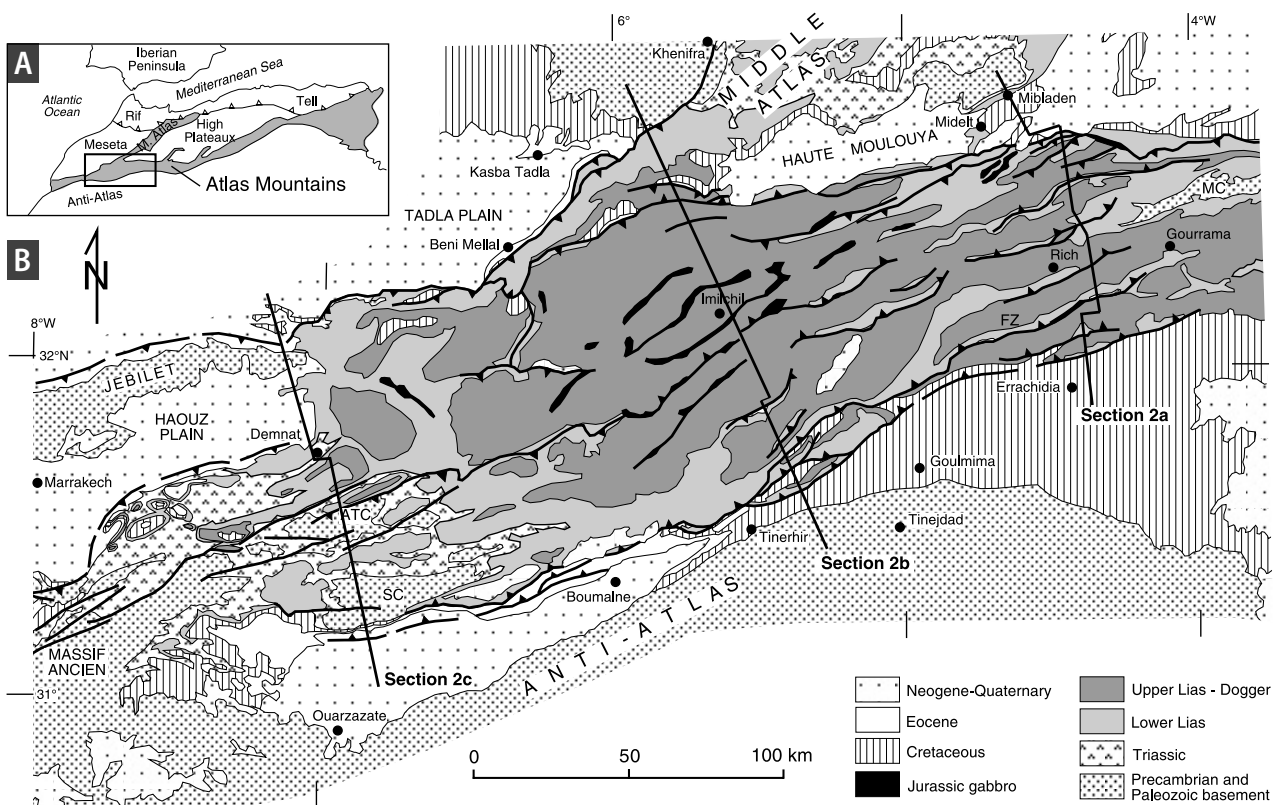 A
Iberian
Peninsula
Mediterranean Sea
Atlantic
Ocean
Rif
Tell
M. Atlas
High
Plateaux
Meseta
Atlas Mountains
Anti-Atlas
B
N
6°
4°W
8°W
32°N
31°
Khenifra
MIDDLE
ATLAS
Mibladen
Midelt
HAUTE MOULOUYA
Kasba Tadla
MC
TADLA PLAIN
Beni Mellal
Gourrama
Rich
Imilchil
FZ
JEBILET
Errachidia
Section 2a
HAOUZ
PLAIN
Demnat
Goulmima
Marrakech
ATC
Tinejdad
Tinerhir
Section 2b
Boumalne
SC
ANTI-ATLAS
MASSIF
ANCIEN
Section 2c
Ouarzazate
0
50
100 km
Neogene-Quaternary
Eocene
Cretaceous
Jurassic gabbro
Upper Lias - Dogger
Lower Lias
Triassic
Precambrian and
Paleozoic basement